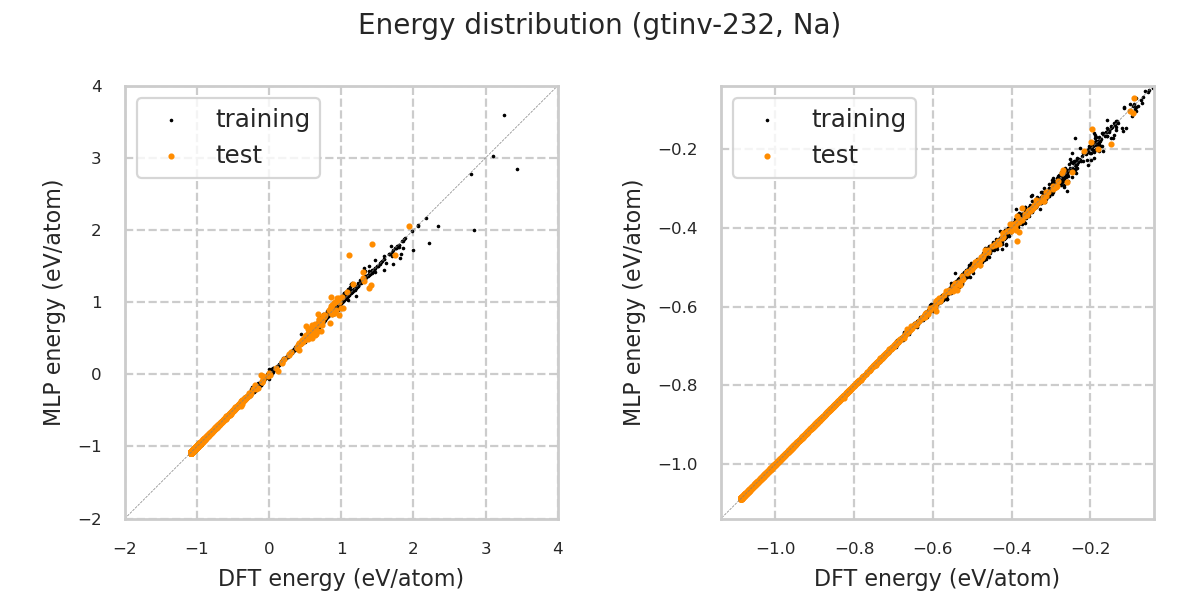 Energy distribution (gtinv-232, Na)
training
test
4
3
2
1
0
−1
−2
MLP energy (eV/atom)
−2
−1
0
1
2
3
4
DFT energy (eV/atom)
training
test
−0.2
−0.4
−0.6
−0.8
−1.0
MLP energy (eV/atom)
−1.0
−0.8
−0.6
−0.4
−0.2
DFT energy (eV/atom)